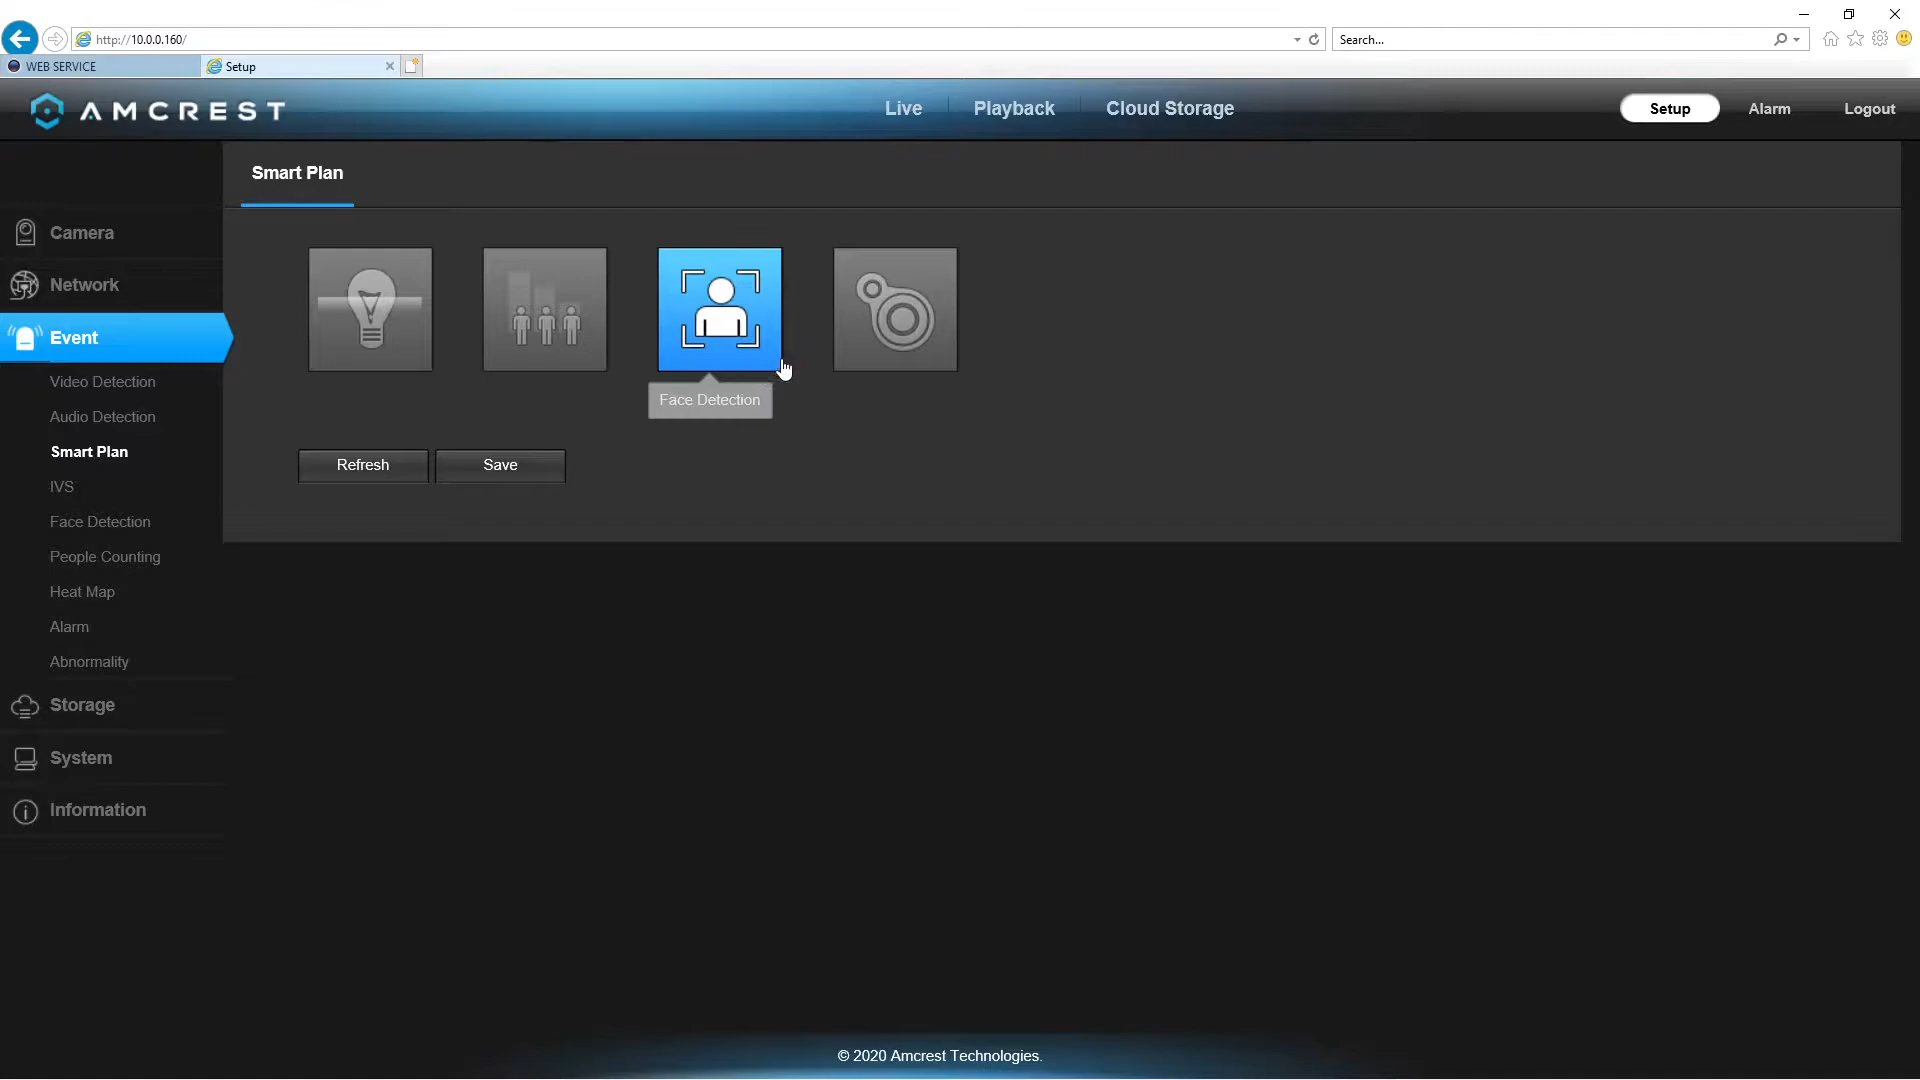 http://10.0.0.160/
Search...
WEB SERVICE
Setup
AMCREST
Live
Playback
Cloud Storage
Setup
Alarm
Logout
Smart Plan
Camera
Network
Event
Video Detection
Audio Detection
Smart Plan
IVS
Face Detection
People Counting
Heat Map
Alarm
Abnormality
Storage
System
Information
Face Detection
Refresh
Save
© 2020 Amcrest Technologies.